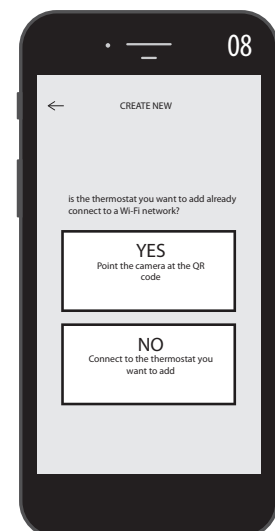 08
CREATE NEW
is the thermostat you want to add already
connect to a Wi-Fi network?
YES
Point the camera at the QR
code
NO
Connect to the thermostat you
want to add